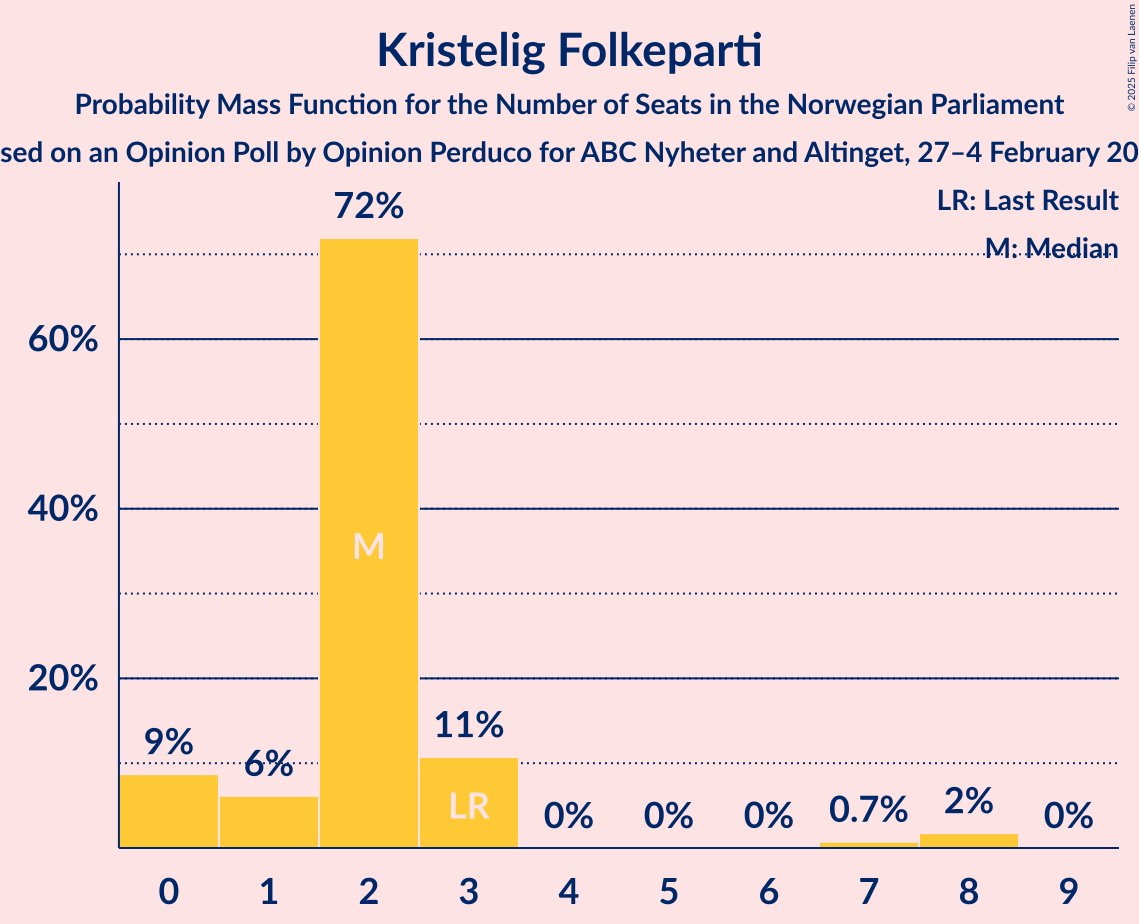 © 2025 Filip van Laenen
Kristelig Folkeparti
Probability Mass Function for the Number of Seats in the Norwegian Parliament
sed on an Opinion Poll by Opinion Perduco for ABC Nyheter and Altinget, 27–4 February 20
LR: Last Result
M: Median
72%
60%
40%
M
20%
11%
9%
6%
LR
0%
0%
0%
0.7%
2%
0%
0
1
2
3
4
5
6
7
8
9